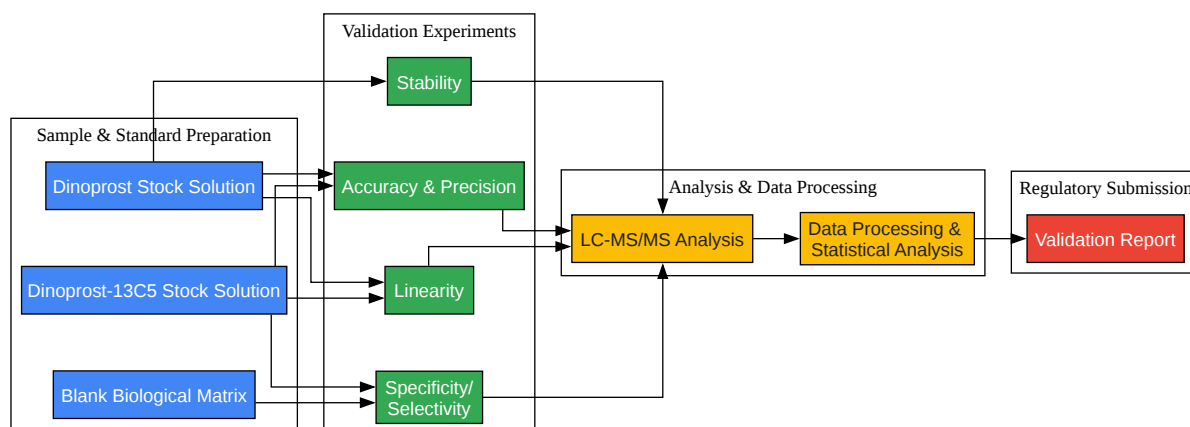 Validation Experiments
Stability
Sample & Standard Preparation
Dinoprost Stock Solution
Accuracy & Precision
Analysis & Data Processing
Regulatory Submission
LC-MS/MS Analysis
Data Processing &
Statistical Analysis
Validation Report
Dinoprost-13C5 Stock Solution
Linearity
Blank Biological Matrix
Specificity/
Selectivity